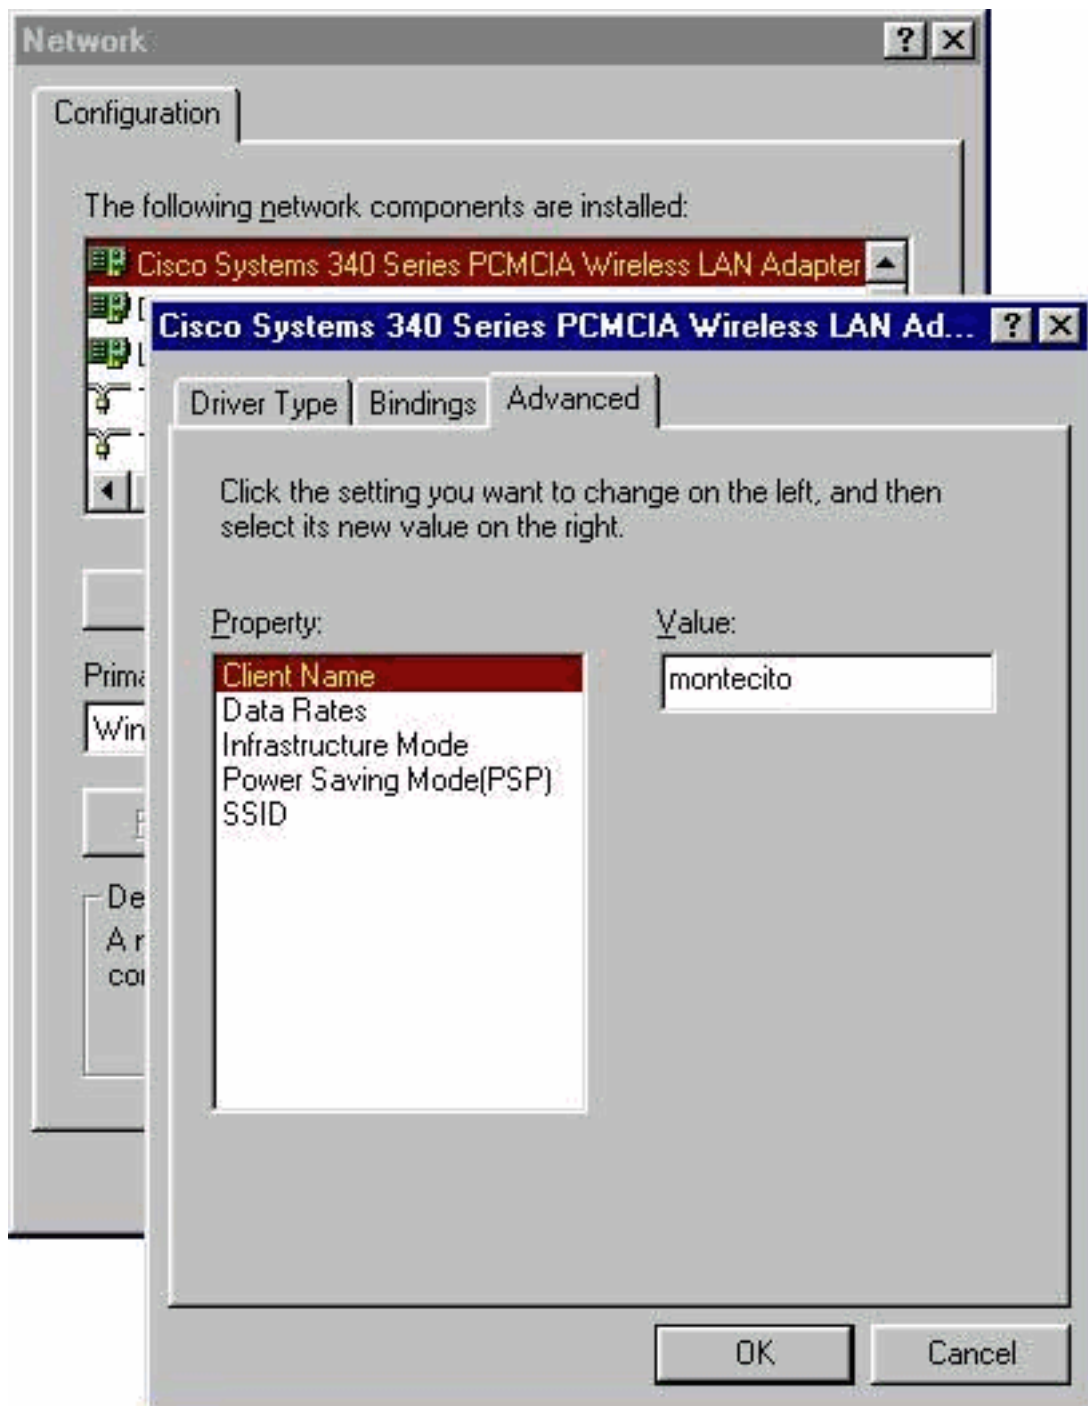 Network
Configuration
The following network components are installed:
Cisco Systems 340 Series PCMCIA Wireless LAN Adapter
Cisco Systems 340 Series PCMCIA Wireless LAN Ad...
Driver Type
Bindings
Advanced
Click the setting you want to change on the left, and then
select its new value on the right.
Property:
Value:
Client Name
montecito
Data Rates
Infrastructure Mode
Power Saving Mode(PSP)
SSID
Prima
Win
De
A r
OK
Cancel